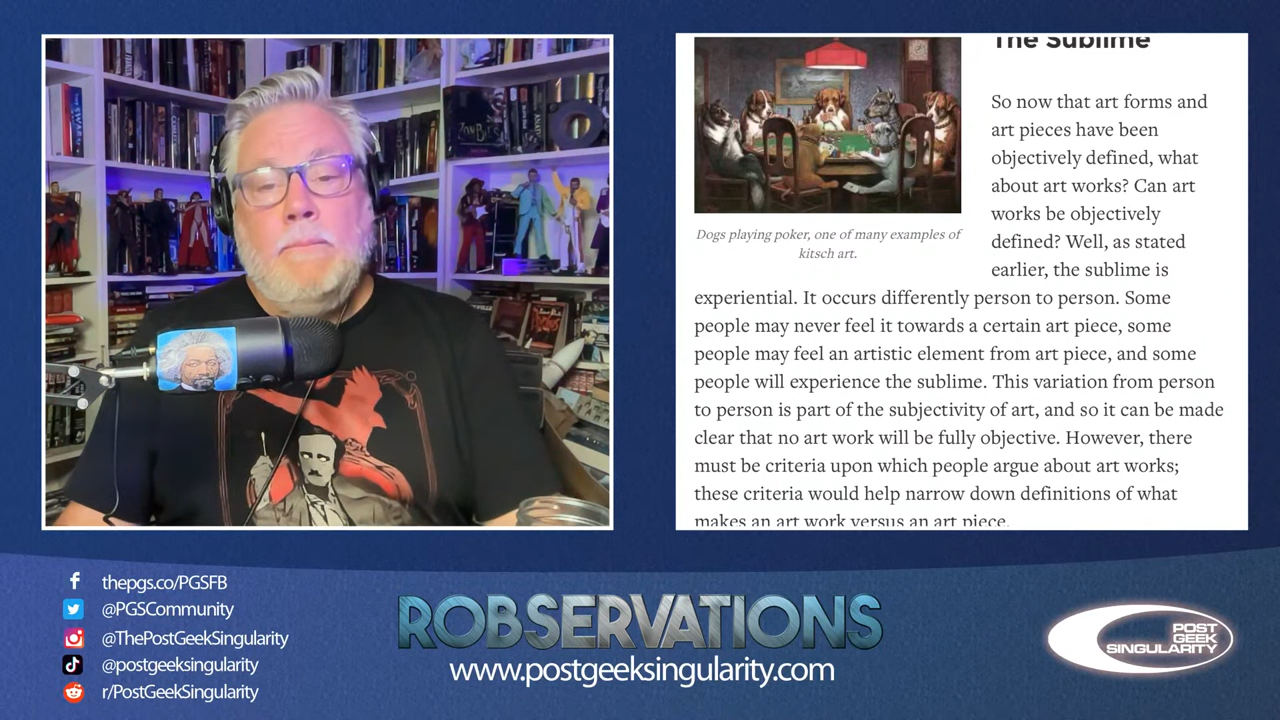 The Sublime
So now that art forms and
art pieces have been
objectively defined, what
about art works? Can art
works be objectively
defined? Well, as stated
earlier, the sublime is
Dogs playing poker, one of many examples of
kitsch art.
experiential. It occurs differently person to person. Some
people may never feel it towards a certain art piece, some
people may feel an artistic element from art piece, and some
people will experience the sublime. This variation from person
to person is part of the subjectivity of art, and so it can be made
clear that no art work will be fully objective. However, there
must be criteria upon which people argue about art works;
these criteria would help narrow down definitions of what
makes an art work versus an art piece.
thepgs.co/PGSFB
@PGSCommunity
@ThePostGeekSingularity
@postgeeksingularity
r/PostGeekSingularity
ROBSERVATIONS
www.postgeeksingularity.com
POST
GEEK
SINGULARITY